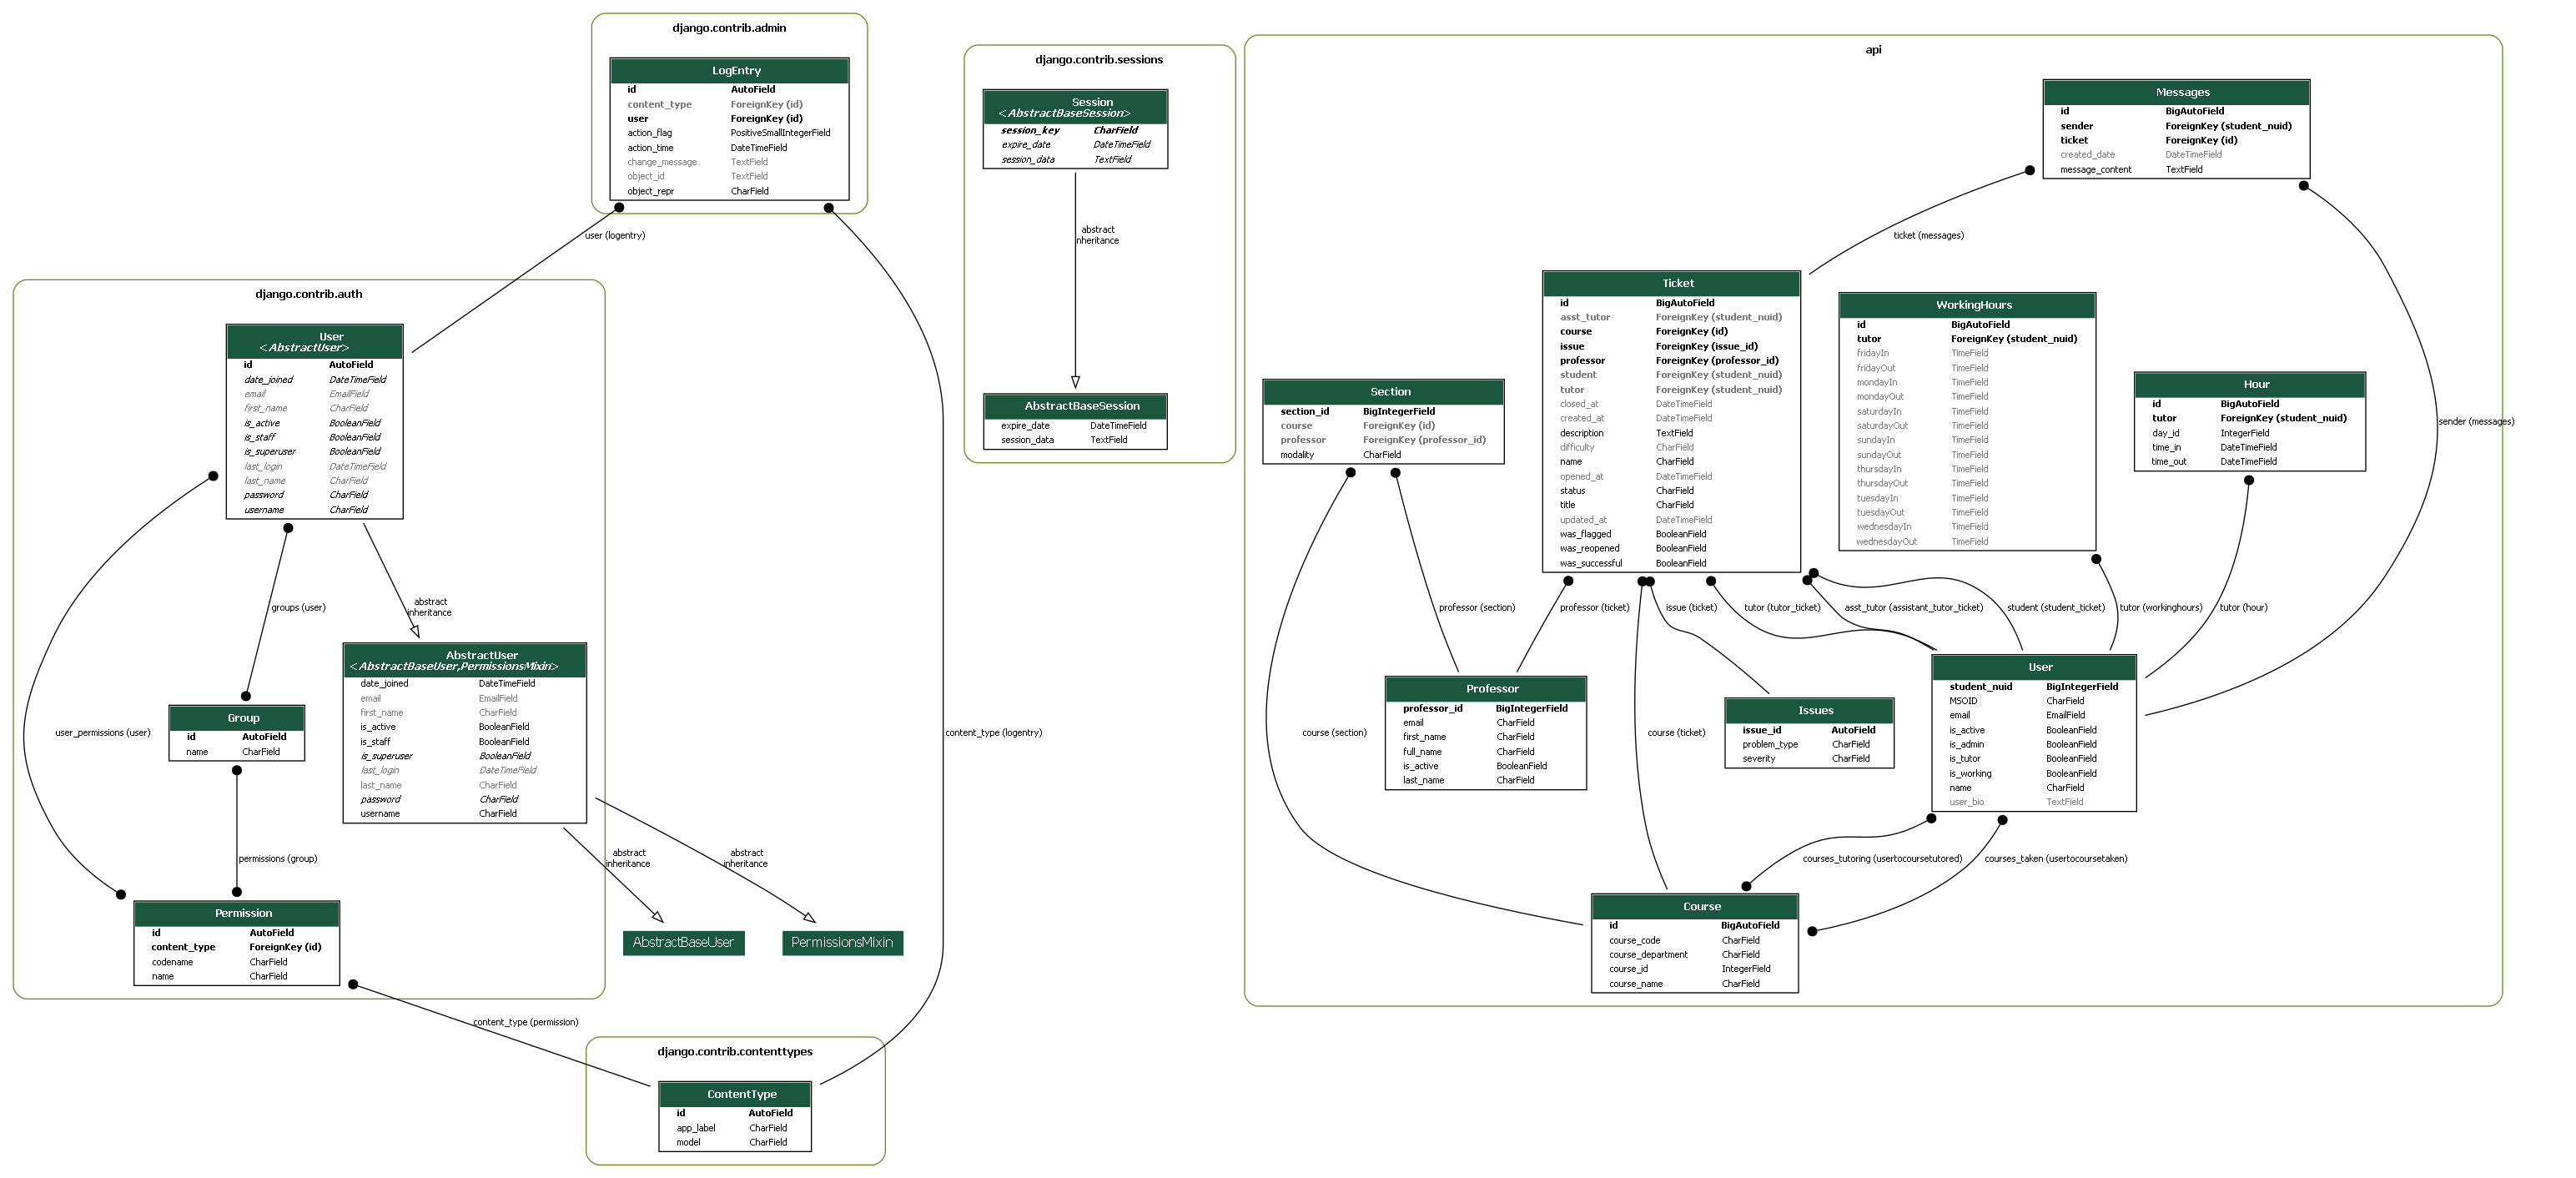 django.contrib.admin
LogEntry
id AutoField
content_type ForeignKey (id)
user ForeignKey (id)
action_flag PositiveSmallIntegerField
action_time DateTimeField
change_message TextField
object_id TextField
object_repr CharField
user (logentry)
django.contrib.auth
User
<AbstractUser>
id AutoField
date_joined DateTimeField
email EmailField
first_name CharField
is_active BooleanField
is_staff BooleanField
is_superuser BooleanField
last_login DateTimeField
last_name CharField
password CharField
username CharField
groups (user)
abstract
inheritance
AbstractUser
<AbstractBaseUser,PermissionsMixin>
date_joined DateTimeField
email EmailField
first_name CharField
is_active BooleanField
is_staff BooleanField
is_superuser BooleanField
last_login DateTimeField
last_name CharField
password CharField
username CharField
Group
id AutoField
name CharField
user_permissions (user)
permissions (group)
abstract
inheritance
abstract
inheritance
Permission
id AutoField
content_type ForeignKey (id)
codename CharField
name CharField
AbstractBaseUser
PermissionsMixin
content_type (logentry)
content_type (permission)
django.contrib.contenttypes
ContentType
id AutoField
app_label CharField
model CharField
django.contrib.sessions
Session
<AbstractBaseSession>
session_key CharField
expire_date DateTimeField
session_data TextField
abstract
inheritance
AbstractBaseSession
expire_date DateTimeField
session_data TextField
api
Messages
id BigAutoField
sender ForeignKey (student_nuid)
ticket ForeignKey (id)
created_date DateTimeField
message_content TextField
ticket (messages)
Ticket
id BigAutoField
asst_tutor ForeignKey (student_nuid)
course ForeignKey (id)
issue ForeignKey (issue_id)
professor ForeignKey (professor_id)
student ForeignKey (student_nuid)
tutor ForeignKey (student_nuid)
closed_at DateTimeField
created_at DateTimeField
description TextField
difficulty CharField
name CharField
opened_at DateTimeField
status CharField
title CharField
updated_at DateTimeField
was_flagged BooleanField
was_reopened BooleanField
was_successful BooleanField
WorkingHours
id BigAutoField
tutor ForeignKey (student_nuid)
fridayIn TimeField
fridayOut TimeField
mondayIn TimeField
mondayOut TimeField
saturdayIn TimeField
saturdayOut TimeField
sundayIn TimeField
sundayOut TimeField
thursdayIn TimeField
thursdayOut TimeField
tuesdayIn TimeField
tuesdayOut TimeField
wednesdayIn TimeField
wednesdayOut TimeField
Hour
id BigAutoField
tutor ForeignKey (student_nuid)
day_id IntegerField
time_in DateTimeField
time_out DateTimeField
sender (messages)
Section
section_id BigIntegerField
course ForeignKey (id)
professor ForeignKey (professor_id)
modality CharField
professor (section)
professor (ticket)
issue (ticket)
tutor (tutor_ticket)
asst_tutor (assistant_tutor_ticket)
student (student_ticket)
tutor (workinghours)
tutor (hour)
Professor
professor_id BigIntegerField
email CharField
first_name CharField
full_name CharField
is_active BooleanField
last_name CharField
course (section)
course (ticket)
Issues
issue_id AutoField
problem_type CharField
severity CharField
User
student_nuid BigIntegerField
MSOID CharField
email EmailField
is_active BooleanField
is_admin BooleanField
is_tutor BooleanField
is_working BooleanField
name CharField
user_bio TextField
courses_tutoring (usertocoursetutored)
courses_taken (usertocoursetaken)
Course
id BigAutoField
course_code CharField
course_department CharField
course_id IntegerField
course_name CharField